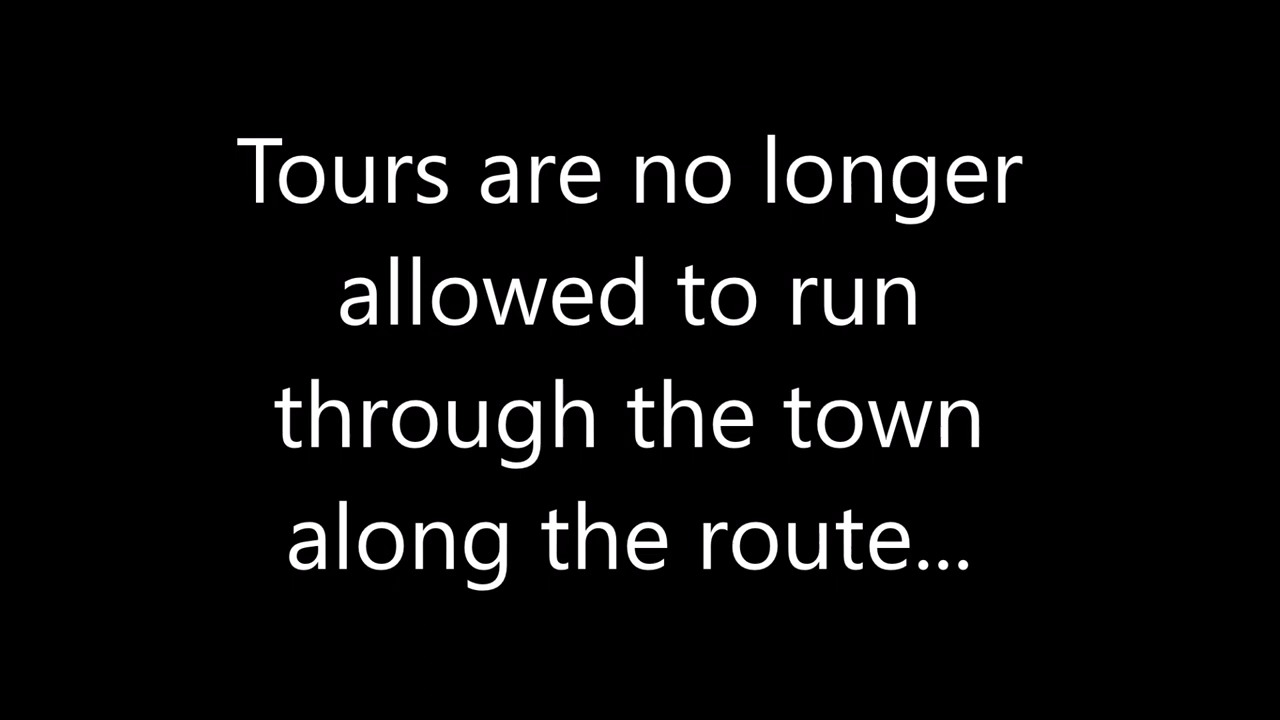 Tours are no longer
allowed to run
through the town
along the route...